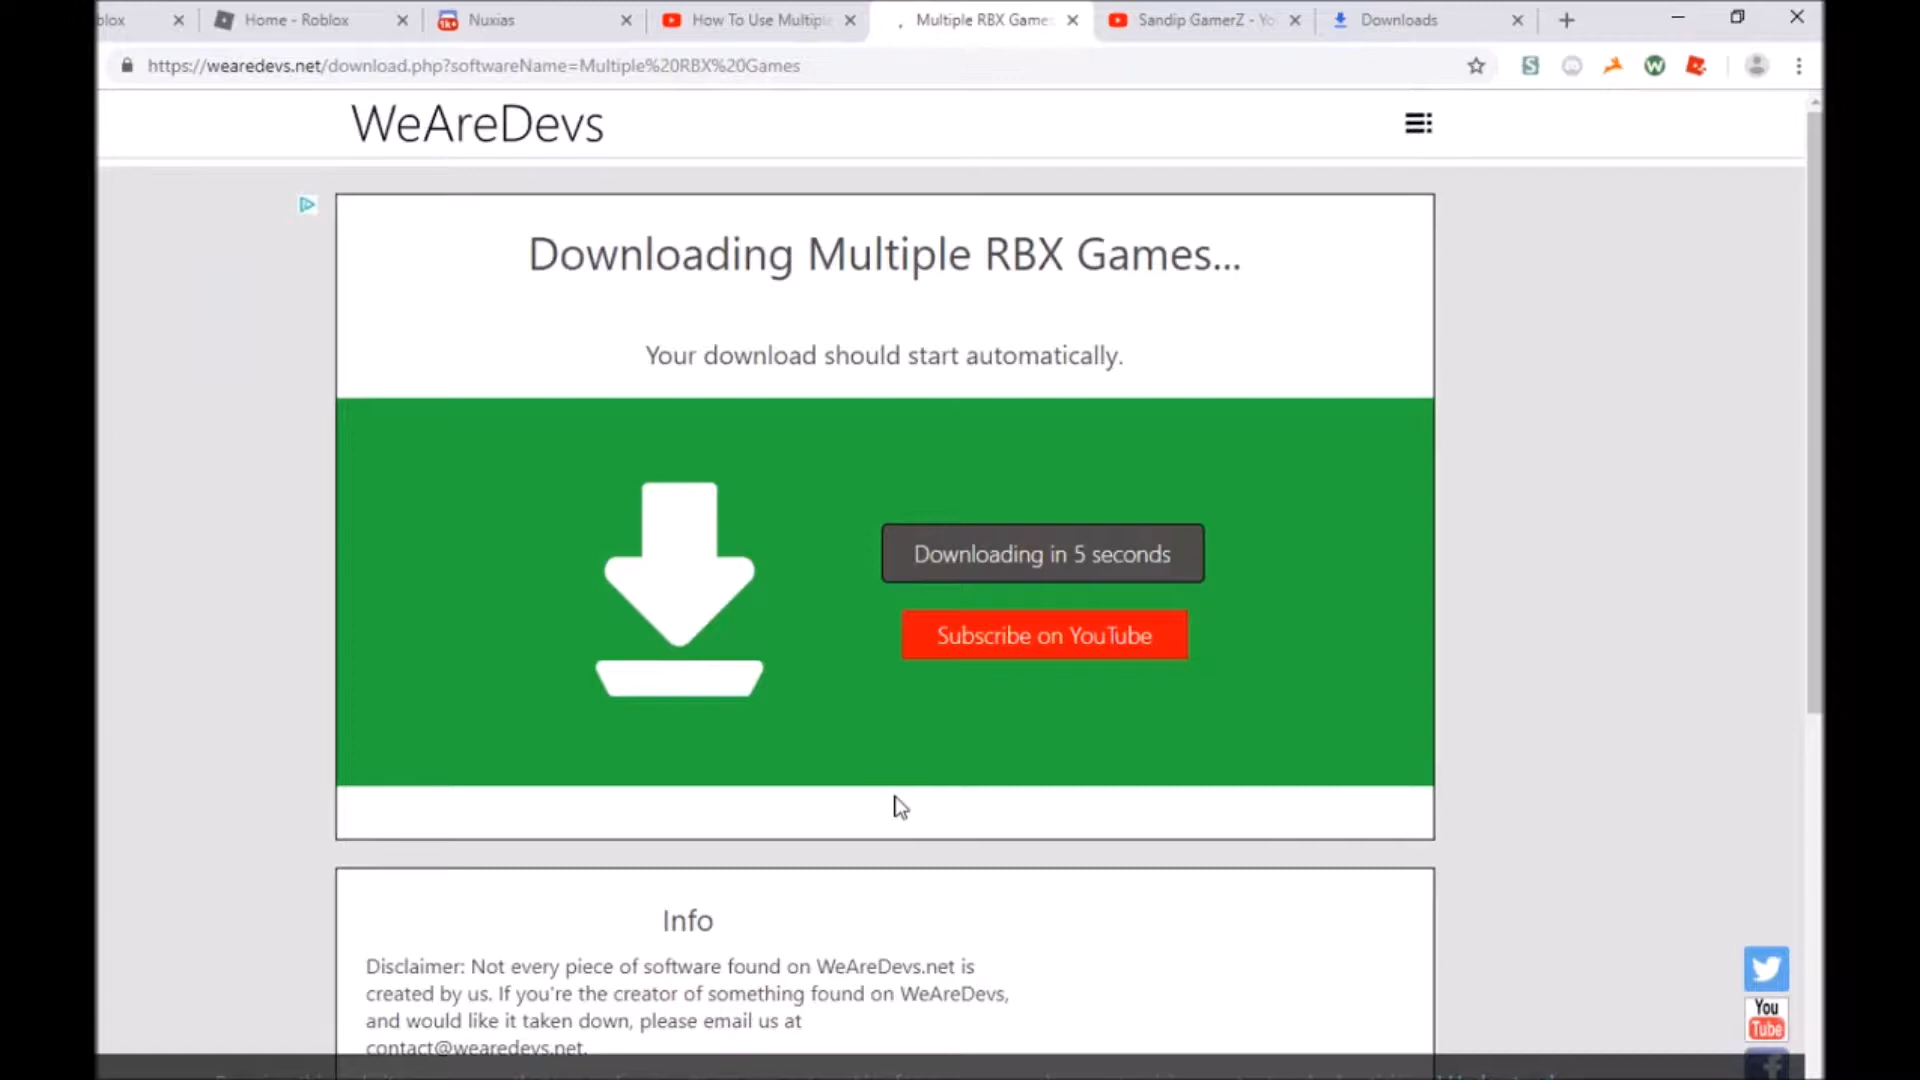 blox
Home - Roblox
Nuxias
How To Use Multiple
Multiple RBX Game
Sandip GamerZ - Yo
Downloads
https://wearedevs.net/download.php?softwareName=Multiple%20RBX%20Games
WeAreDevs
Downloading Multiple RBX Games...
Your download should start automatically.
Downloading in 5 seconds
Subscribe on YouTube
Info
Disclaimer: Not every piece of software found on WeAreDevs.net is
created by us. If you're the creator of something found on WeAreDevs,
and would like it taken down, please email us at
contact@wearedevs.net.
You
Tube